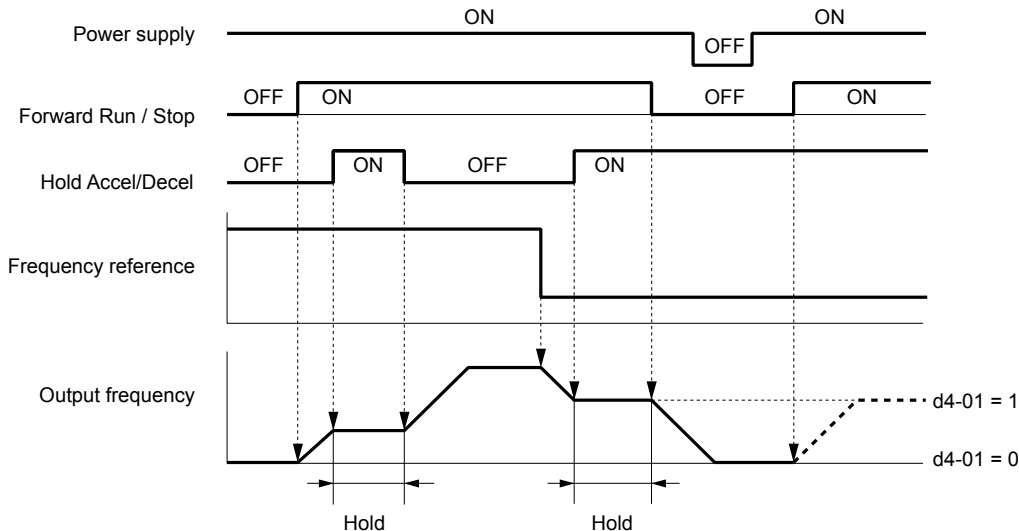 ON
ON
Power supply
OFF
OFF
ON
OFF
ON
Forward Run / Stop
OFF
ON
OFF
ON
Hold Accel/Decel
Frequency reference
Output frequency
d4-01 = 1
d4-01 = 0
Hold
Hold